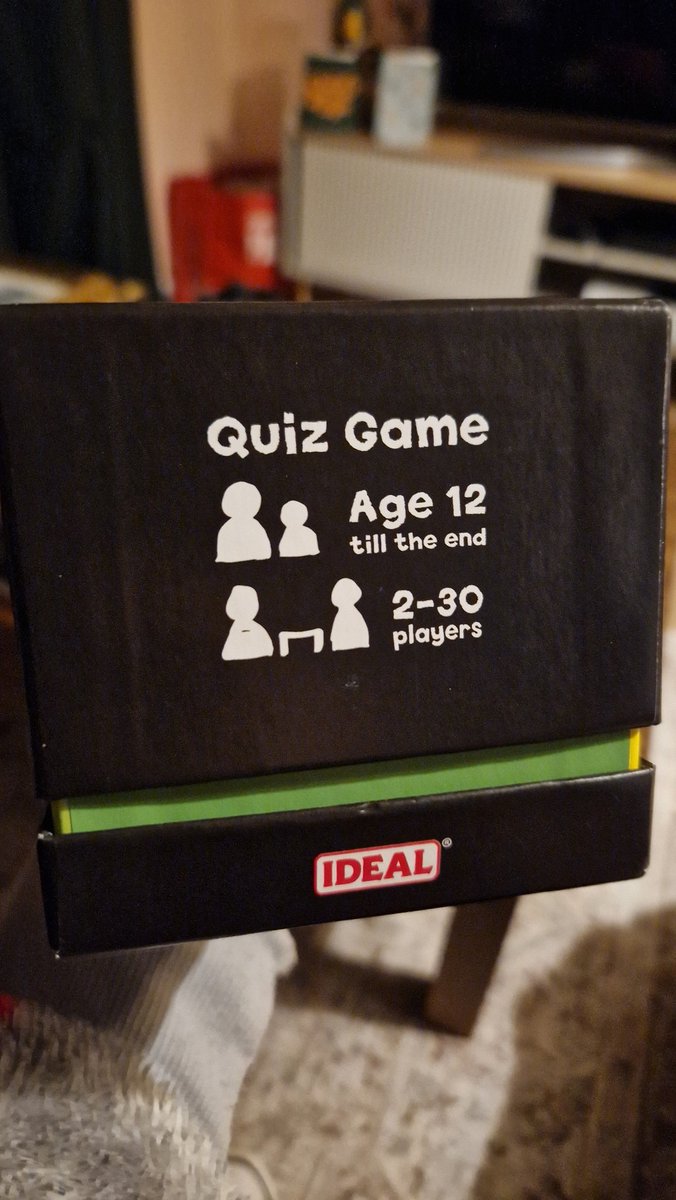 Quiz Game
Age 12
till the end
2-30
players
IDEAL®